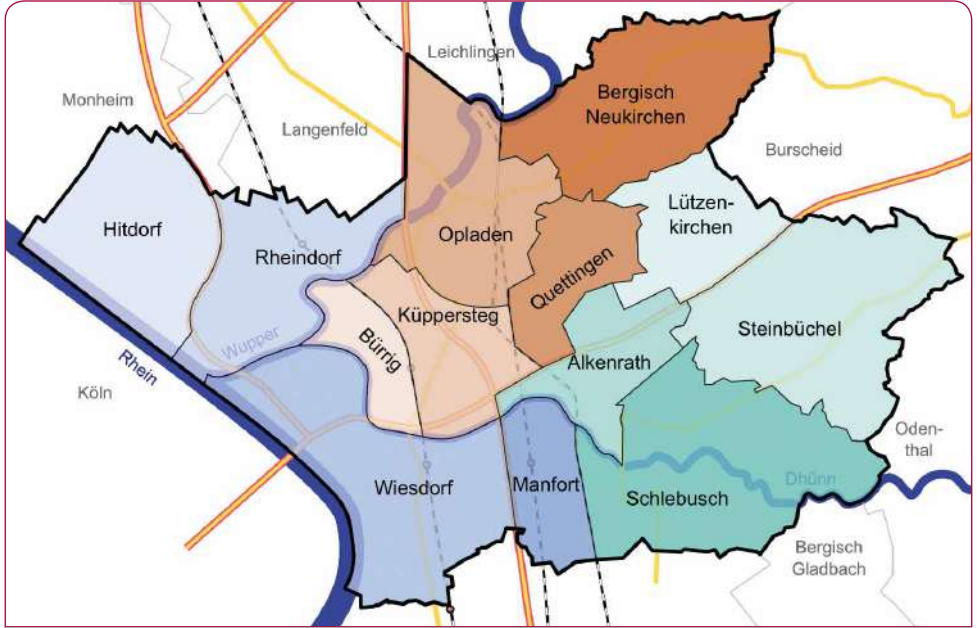 Leichlingen
Monheim
Langenfeld
Bergisch
Neukirchen
Burscheid
Hitdorf
Rheindorf
Opladen
Lützen-
kirchen
Quettingen
Küppersteg
Steinbüchel
Bürrig
Wupper
Alkenrath
Rhein
Köln
Oden-
thal
Wiesdorf
Manfort
Schlebusch
Dhünn
Bergisch
Gladbach